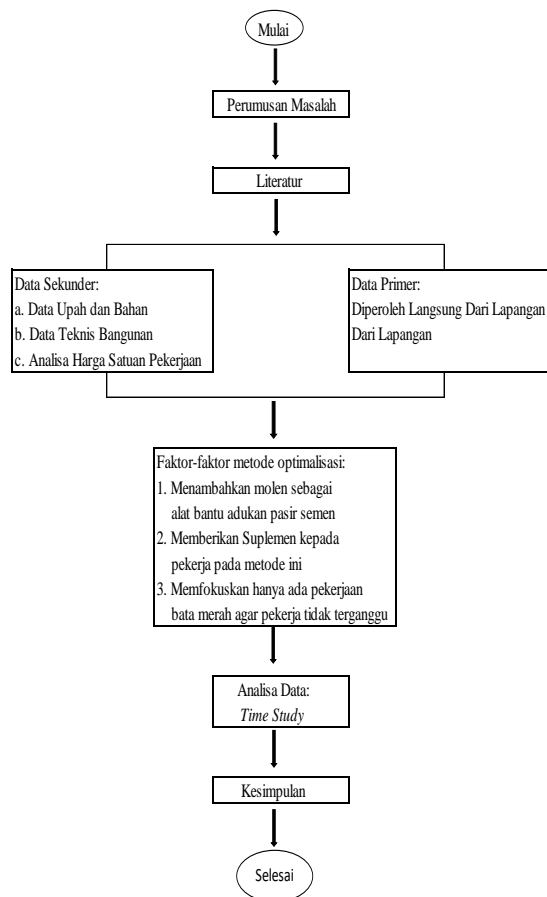 Mulai
Perumusan Masalah
Literatur
Data Sekunder:
a. Data Upah dan Bahan
b. Data Teknis Bangunan
c. Analisa Harga Satuan Pekerjaan
Data Primer:
Diperoleh Langsung Dari Lapangan
Dari Lapangan
Faktor-faktor metode optimalisasi:
1. Menambahkan molen sebagai
alat bantu adukan pasir semen
2. Memberikan Suplemen kepada
pekerja pada metode ini
3. Memfokuskan hanya ada pekerjaan
bata merah agar pekerja tidak terganggu
Analisa Data:
Time Study
Kesimpulan
Selesai